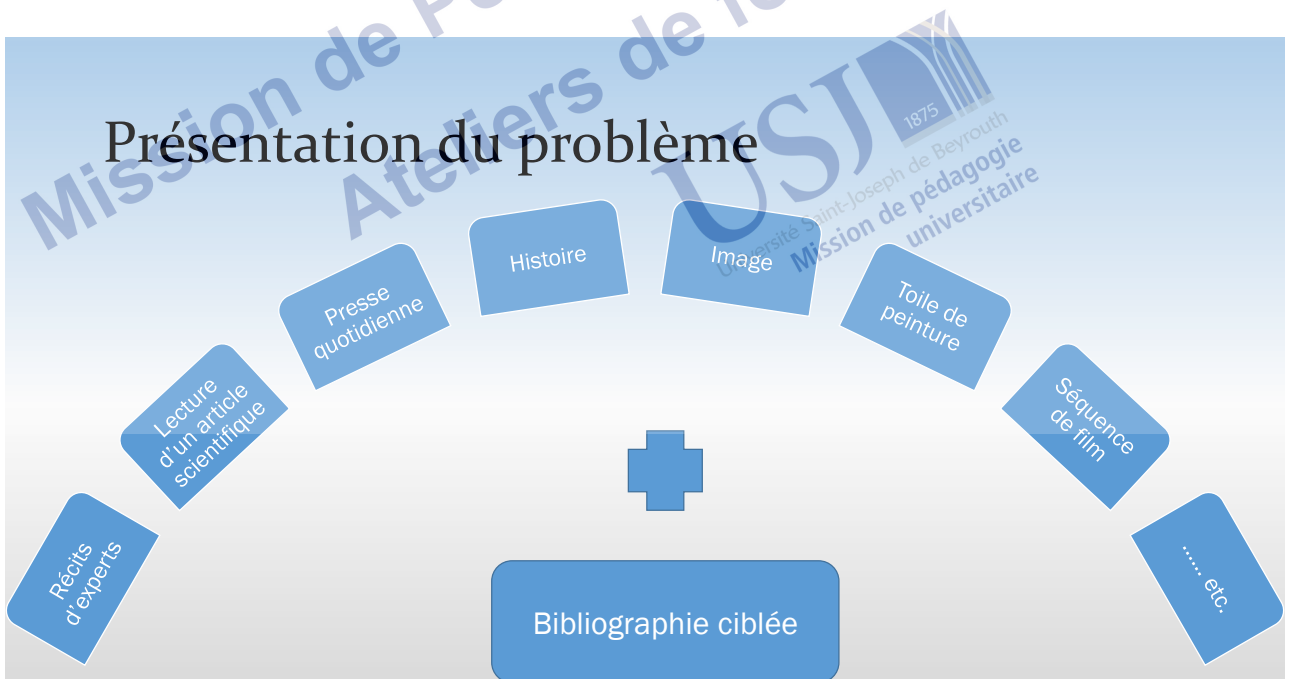 Mission de
Ateliers de
USJ
1875
Université Saint-Joseph de Beyrouth
Mission de pédagogie
universitaire
Présentation du problème
Récits
d'experts
Lecture
d'un article
scientifique
Presse
quotidienne
Histoire
Image
Toile de
peinture
Séquence
de film
....... etc.
Bibliographie ciblée